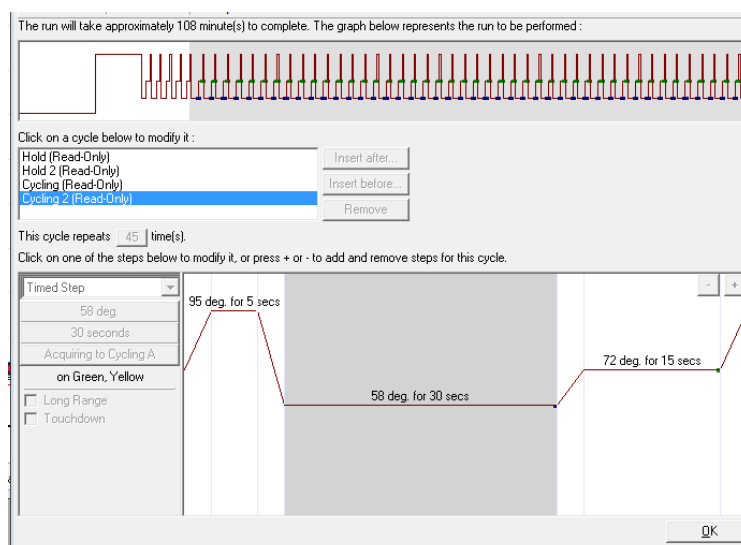 The run will take approximately 108 minute(s) to complete. The graph below represents the run to be performed :
Click on a cycle below to modify it :
Hold (Read-Only)
Hold 2 (Read-Only)
Cycling (Read-Only)
Cycling 2 (Read-Only)
Insert after...
Insert before...
Remove
This cycle repeats 45 time(s).
Click on one of the steps below to modify it, or press + or - to add and remove steps for this cycle.
Timed Step
58 deg.
30 seconds
Acquiring to Cycling A
on Green, Yellow
Long Range
Touchdown
95 deg. for 5 secs
58 deg. for 30 secs
72 deg. for 15 secs
- +
OK